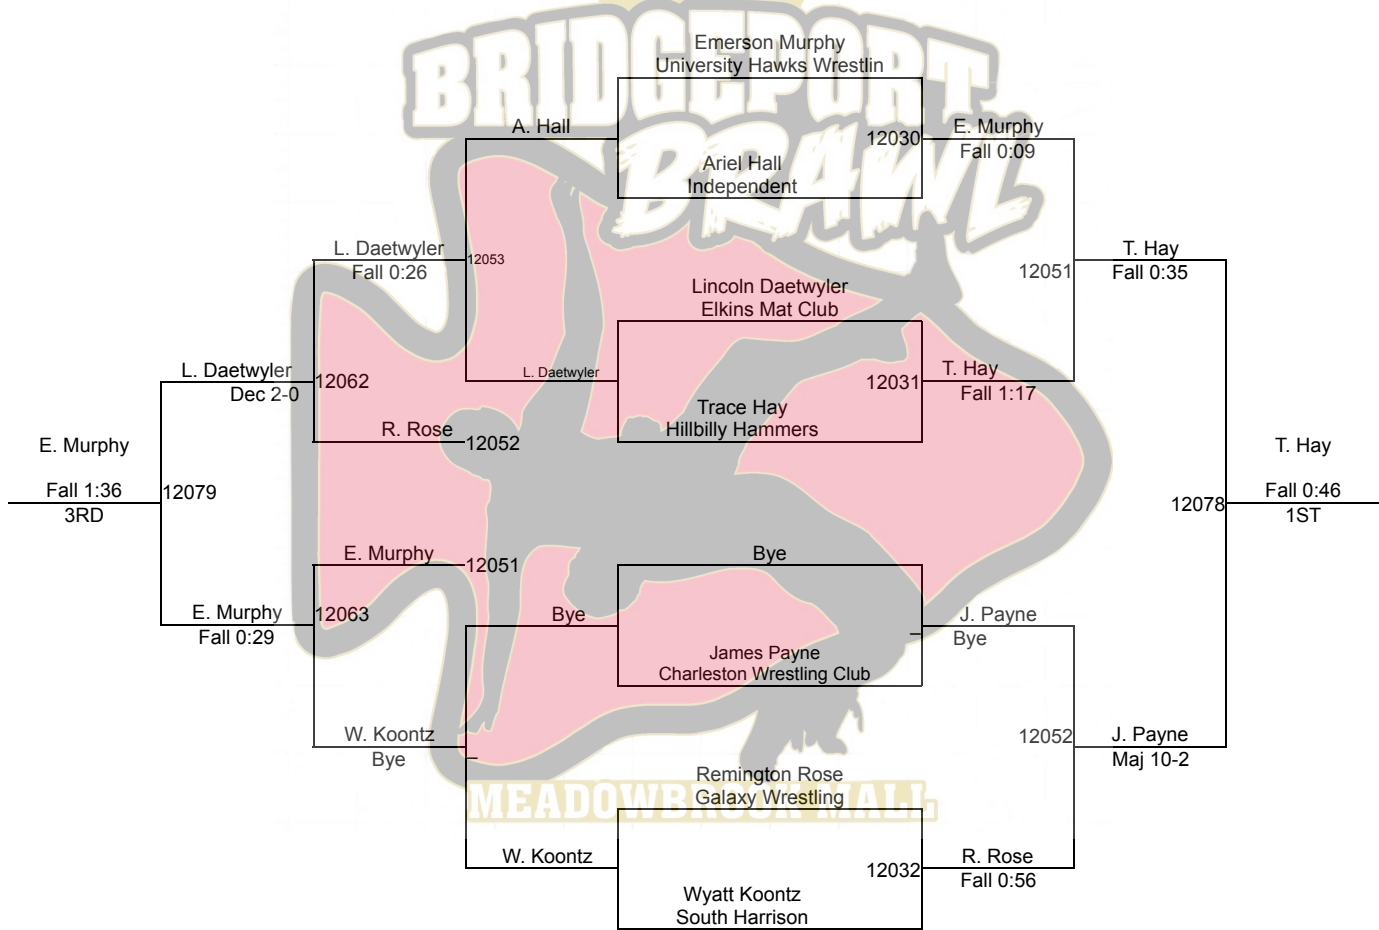 BRIDGEPORT
BRAWL
Emerson Murphy
University Hawks Wrestlin
A. Hall
12030
E. Murphy
Fall 0:09
Ariel Hall
Independent
L. Daetwyler
Fall 0:26
12053
12051
T. Hay
Fall 0:35
Lincoln Daetwyler
Elkins Mat Club
L. Daetwyler
Dec 2-0
12062
L. Daetwyler
12031
T. Hay
Fall 1:17
Trace Hay
Hillbilly Hammers
R. Rose
12052
E. Murphy
Fall 1:36
3RD
12079
12078
T. Hay
Fall 0:46
1ST
E. Murphy
12051
Bye
E. Murphy
Fall 0:29
12063
Bye
J. Payne
Bye
James Payne
Charleston Wrestling Club
W. Koontz
Bye
12052
J. Payne
Maj 10-2
Remington Rose
Galaxy Wrestling
MEADOWBROOK MALL
W. Koontz
12032
R. Rose
Fall 0:56
Wyatt Koontz
South Harrison